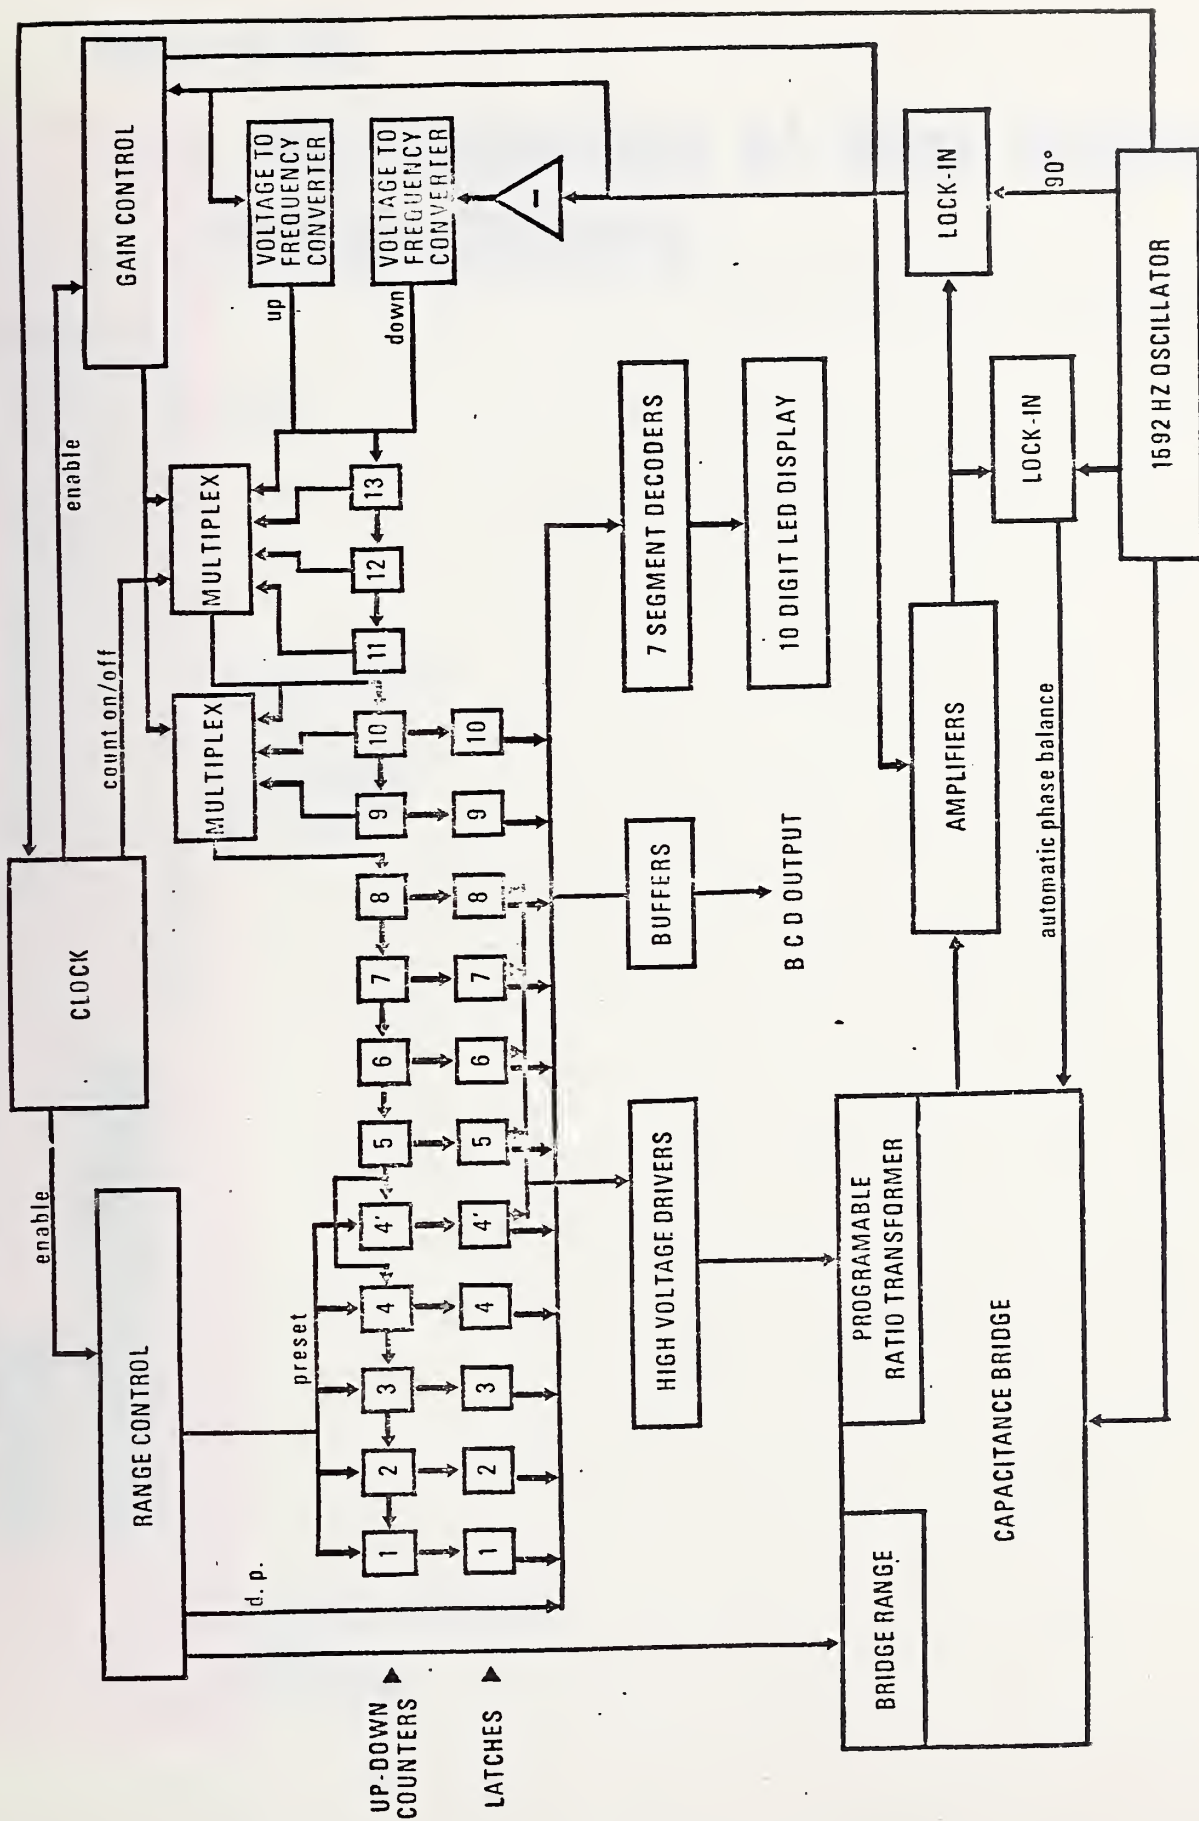 CLOCK
enable
enable
count on/off
RANGE CONTROL
GAIN CONTROL
MULTIPLEX
MULTIPLEX
VOLTAGE TO
FREQUENCY
CONVERTER
VOLTAGE TO
FREQUENCY
CONVERTER
up
down
preset
d.p.
UP-DOWN
COUNTERS
1 2 3 4 4' 5 6 7 8 9 10 11 12 13
LATCHES
1 2 3 4 4' 5 6 7 8 9 10
−
HIGH VOLTAGE DRIVERS
BUFFERS
B C D OUTPUT
7 SEGMENT DECODERS
10 DIGIT LED DISPLAY
BRIDGE RANGE
PROGRAMABLE
RATIO TRANSFORMER
CAPACITANCE BRIDGE
AMPLIFIERS
automatic phase balance
LOCK-IN
LOCK-IN
90°
1592 HZ OSCILLATOR